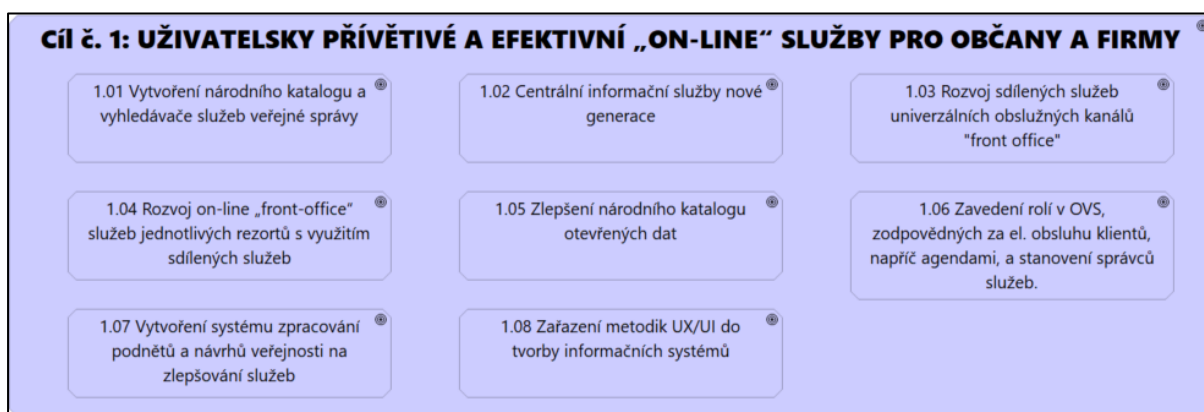 Cíl č. 1: UŽIVATELSKY PŘÍVĚTIVÉ A EFEKTIVNÍ „ON-LINE“ SLUŽBY PRO OBČANY A FIRMY
1.01 Vytvoření národního katalogu a
vyhledávače služeb veřejné správy
1.02 Centrální informační služby nové
generace
1.03 Rozvoj sdílených služeb
univerzálních obslužných kanálů
"front office"
1.04 Rozvoj on-line „front-office“
služeb jednotlivých rezortů s využitím
sdílených služeb
1.05 Zlepšení národního katalogu
otevřených dat
1.06 Zavedení rolí v OVS,
zodpovědných za el. obsluhu klientů,
napříč agendami, a stanovení správců
služeb.
1.07 Vytvoření systému zpracování
podnětů a návrhů veřejnosti na
zlepšování služeb
1.08 Zařazení metodik UX/UI do
tvorby informačních systémů